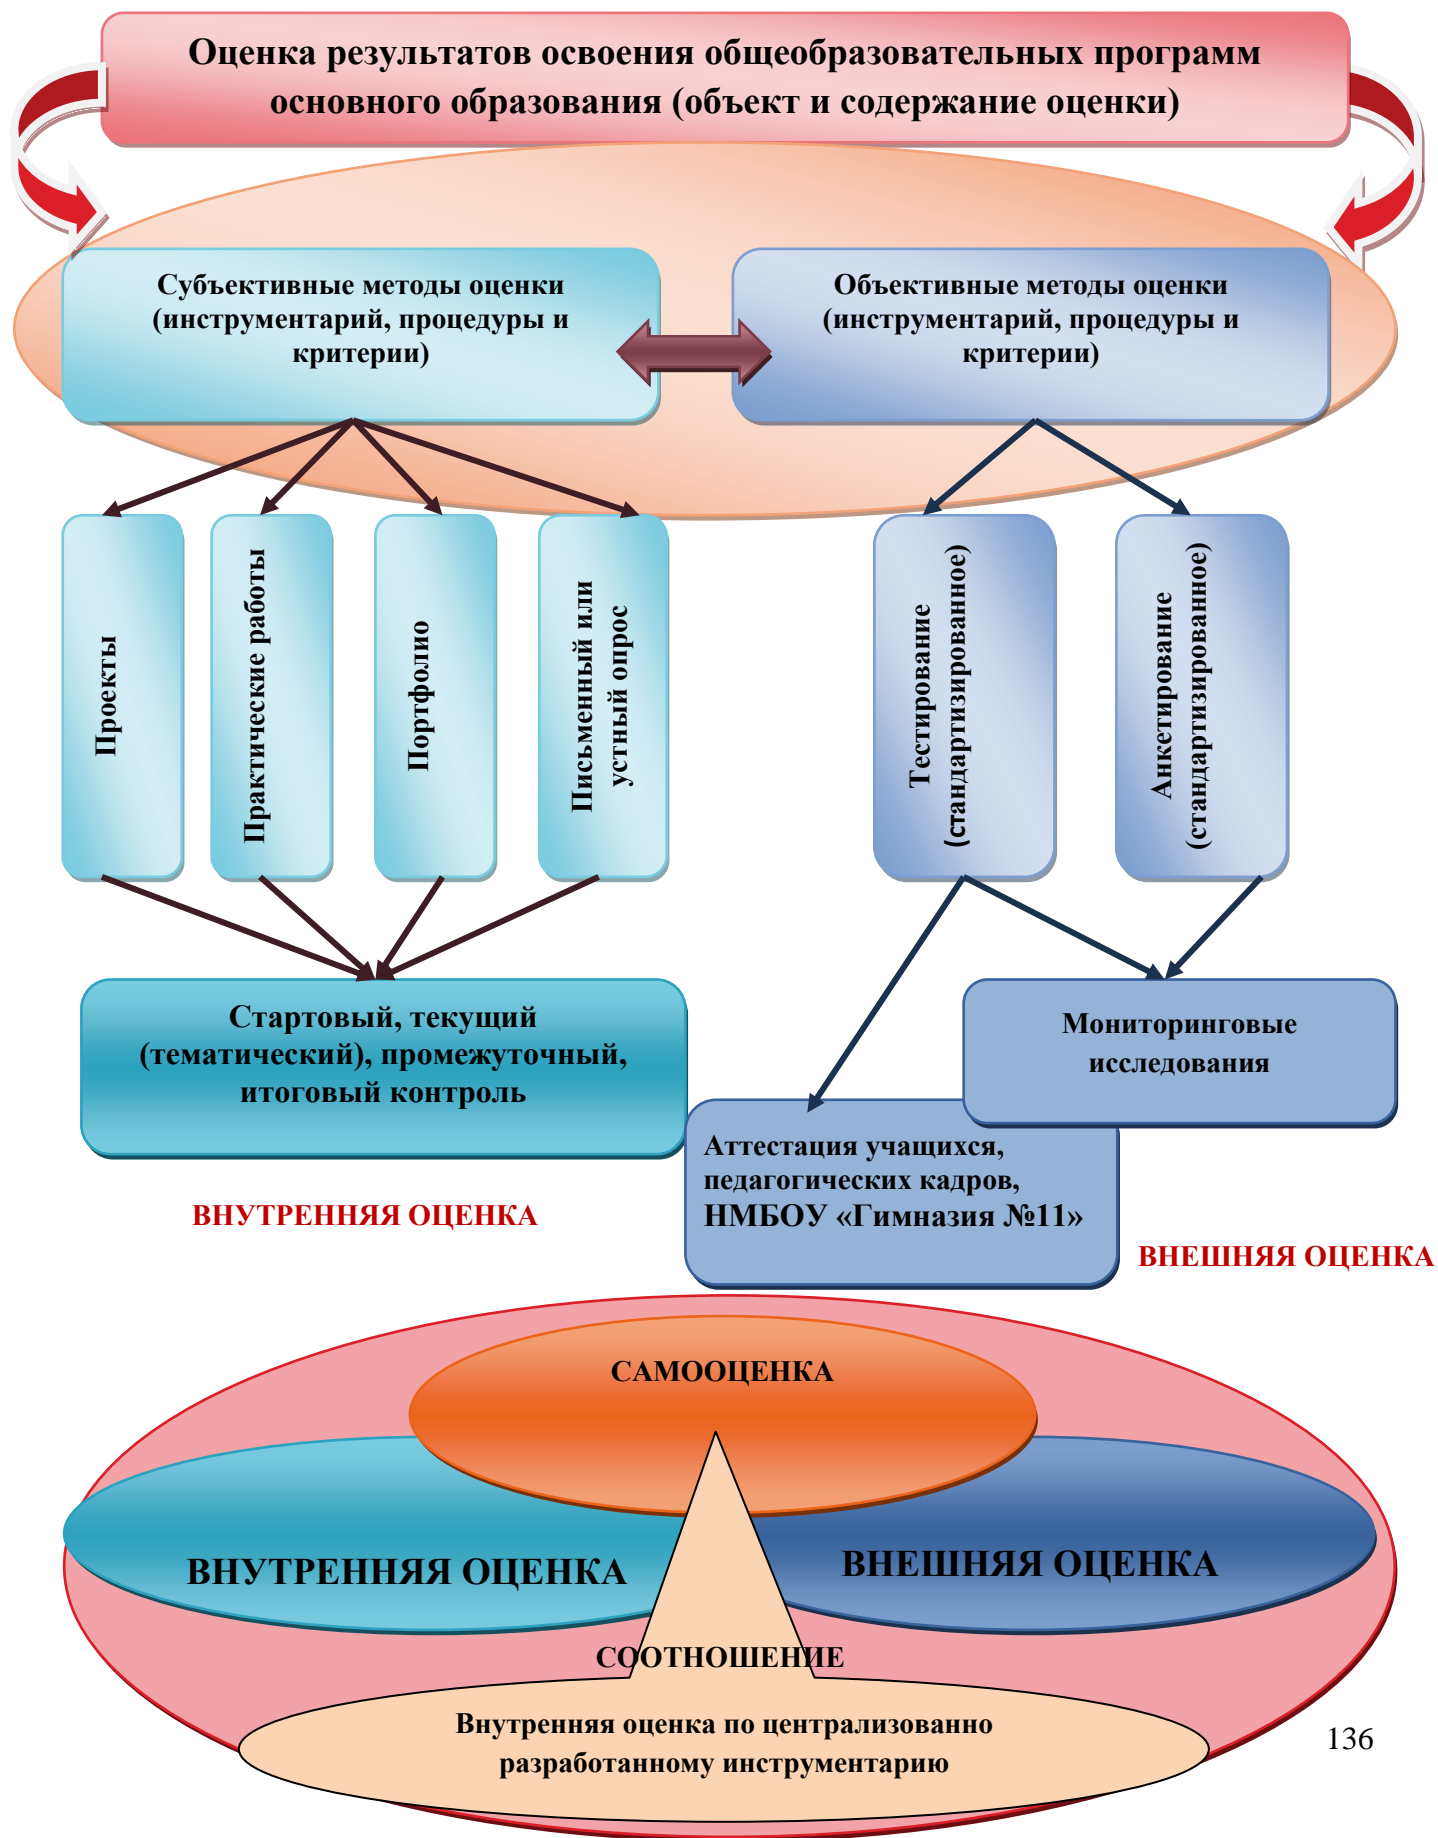 Оценка результатов освоения общеобразовательных программ
основного образования (объект и содержание оценки)
Субъективные методы оценки
(инструментарий, процедуры и
критерии)
Объективные методы оценки
(инструментарий, процедуры и
критерии)
Проекты
Практические работы
Портфолио
Письменный или
устный опрос
Тестирование
(стандартизированное)
Анкетирование
(стандартизированное)
Стартовый, текущий
(тематический), промежуточный,
итоговый контроль
Мониторинговые
исследования
Аттестация учащихся,
педагогических кадров,
НМБОУ «Гимназия №11»
ВНУТРЕННЯЯ ОЦЕНКА
ВНЕШНЯЯ ОЦЕНКА
САМООЦЕНКА
ВНУТРЕННЯЯ ОЦЕНКА
ВНЕШНЯЯ ОЦЕНКА
СООТНОШЕНИЕ
Внутренняя оценка по централизованно
разработанному инструментарию
136